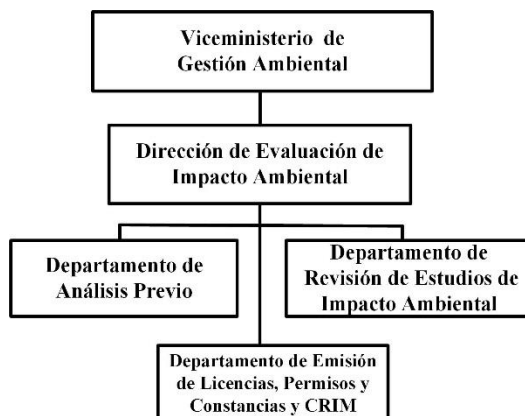 Viceministerio de
Gestión Ambiental
Dirección de Evaluación de
Impacto Ambiental
Departamento de
Análisis Previo
Departamento de
Revisión de Estudios de
Impacto Ambiental
Departamento de Emisión
de Licencias, Permisos y
Constancias y CRIM